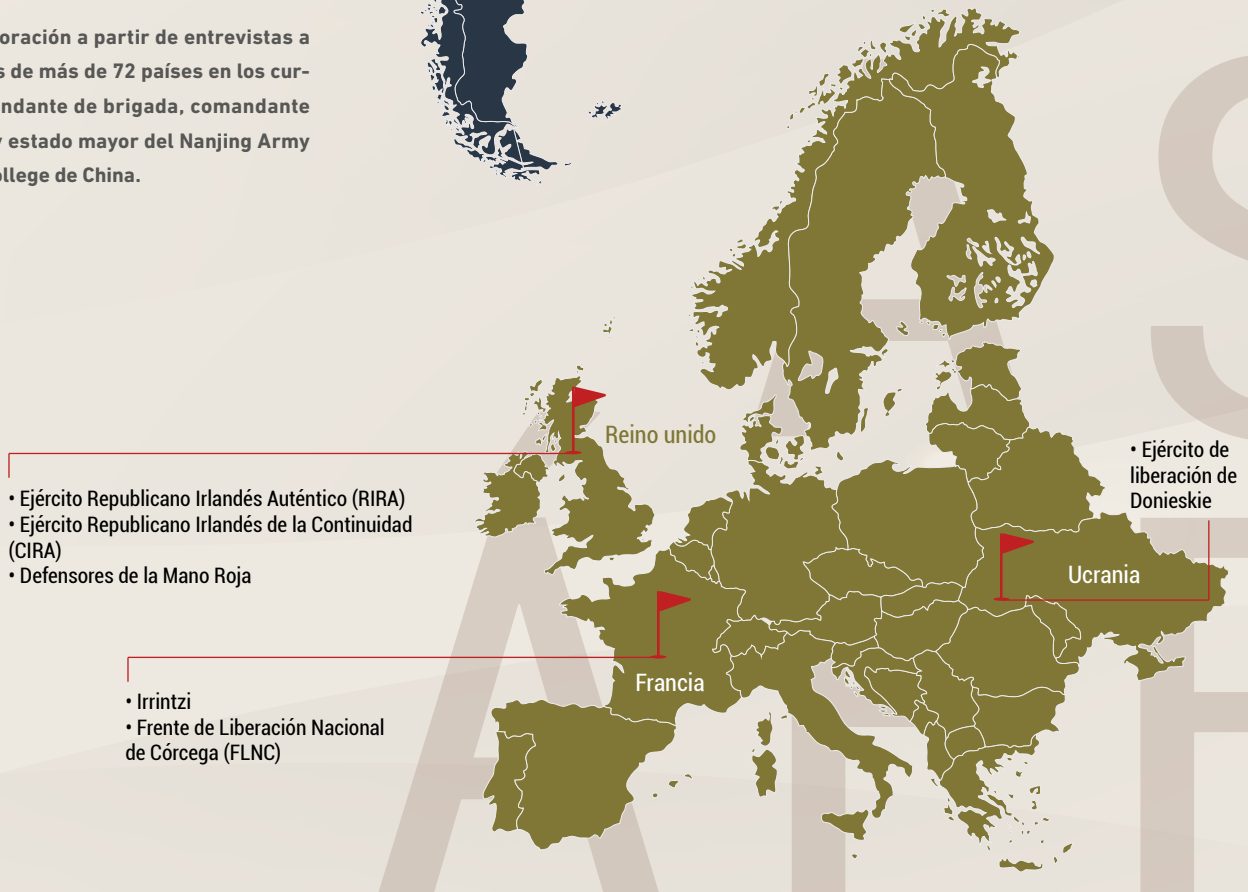 oración a partir de entrevistas a
s de más de 72 países en los cur-
ndante de brigada, comandante
y estado mayor del Nanjing Army
ollege de China.
Reino unido
• Ejército Republicano Irlandés Auténtico (RIRA)
• Ejército Republicano Irlandés de la Continuidad
(CIRA)
• Defensores de la Mano Roja
• Ejército de
liberación de
Donieskie
Ucrania
Francia
• Irrintzi
• Frente de Liberación Nacional
de Córcega (FLNC)